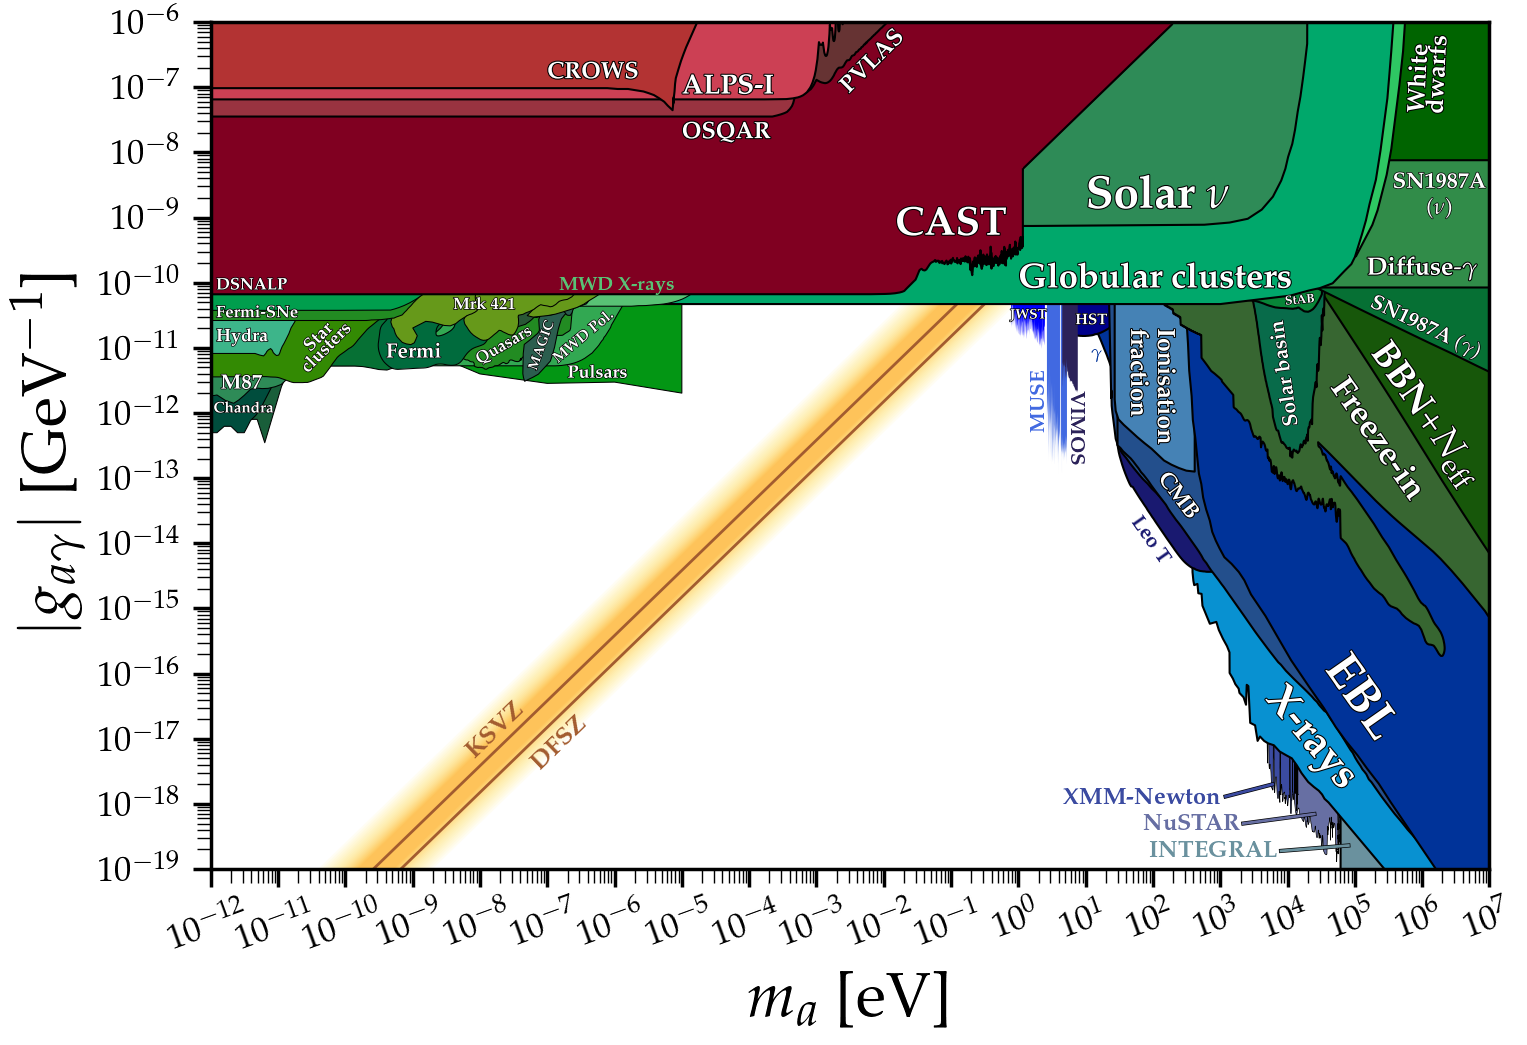 10⁻⁶
10⁻⁷
10⁻⁸
10⁻⁹
10⁻¹⁰
10⁻¹¹
10⁻¹²
10⁻¹³
10⁻¹⁴
10⁻¹⁵
10⁻¹⁶
10⁻¹⁷
10⁻¹⁸
10⁻¹⁹
|gₐᵧ| [GeV⁻¹]
CROWS
ALPS-I
PVLAS
OSQAR
CAST
Solar ν
Globular clusters
White
dwarfs
SN1987A
(ν)
Diffuse-γ
SN1987A (γ)
DSNALP
Fermi-SNe
Hydra
M87
Chandra
Star
clusters
Fermi
Mrk 421
Quasars
MAGIC
MWD X-rays
MWD Pol.
Pulsars
KSVZ
DFSZ
JWST
MUSE
VIMOS
HST
γ
Ionisation
fraction
CMB
Leo T
StAB
Solar basin
Freeze-in
BBN+N_eff
EBL
X-rays
XMM-Newton
NuSTAR
INTEGRAL
10⁻¹²
10⁻¹¹
10⁻¹⁰
10⁻⁹
10⁻⁸
10⁻⁷
10⁻⁶
10⁻⁵
10⁻⁴
10⁻³
10⁻²
10⁻¹
10⁰
10¹
10²
10³
10⁴
10⁵
10⁶
10⁷
mₐ [eV]